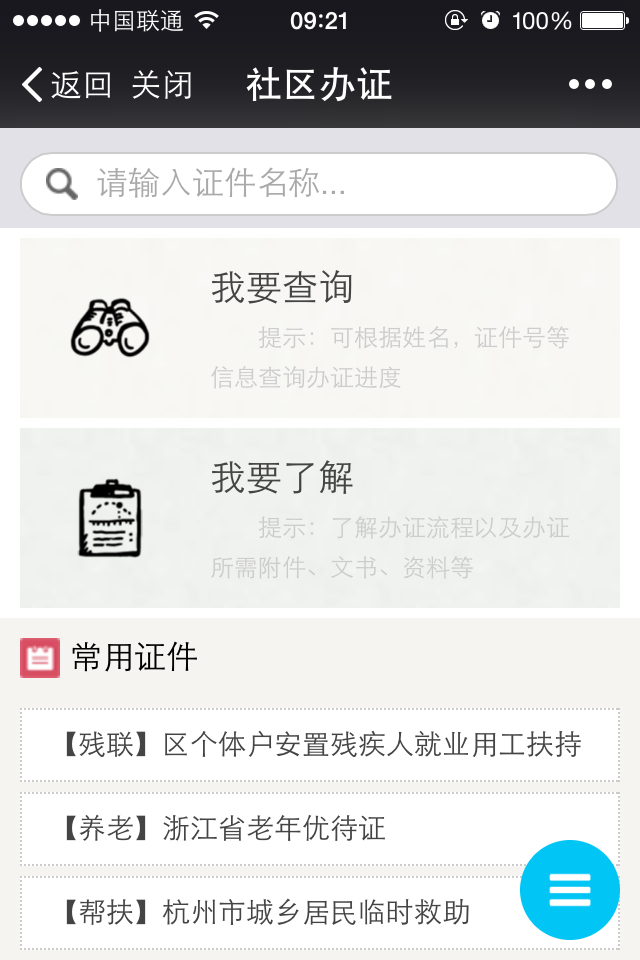 中国联通 09:21 100%
返回 关闭 社区办证
请输入证件名称...
我要查询
提示：可根据姓名，证件号等
信息查询办证进度
我要了解
提示：了解办证流程以及办证
所需附件、文书、资料等
常用证件
【残联】区个体户安置残疾人就业用工扶持
【养老】浙江省老年优待证
【帮扶】杭州市城乡居民临时救助